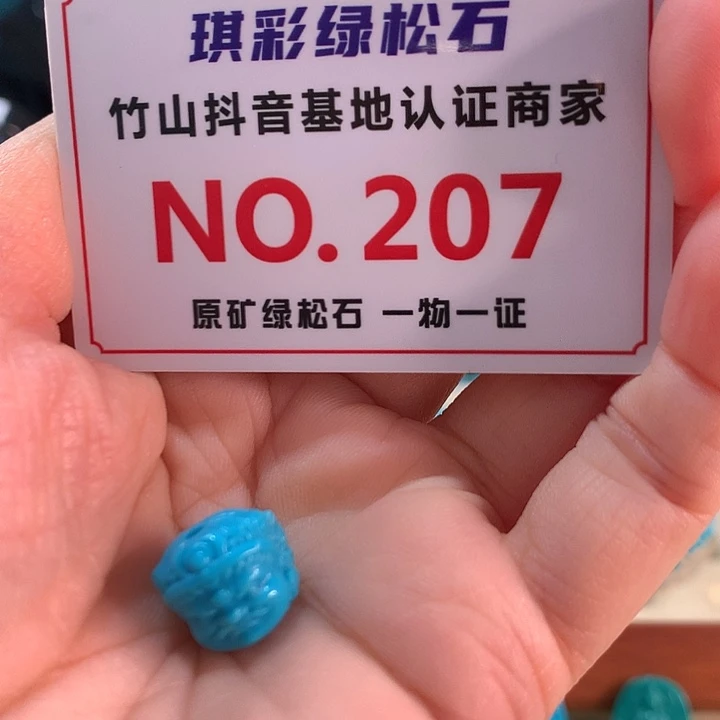 琪彩绿松石
竹山抖音基地认证商家
NO.207
原矿绿松石 一物一证